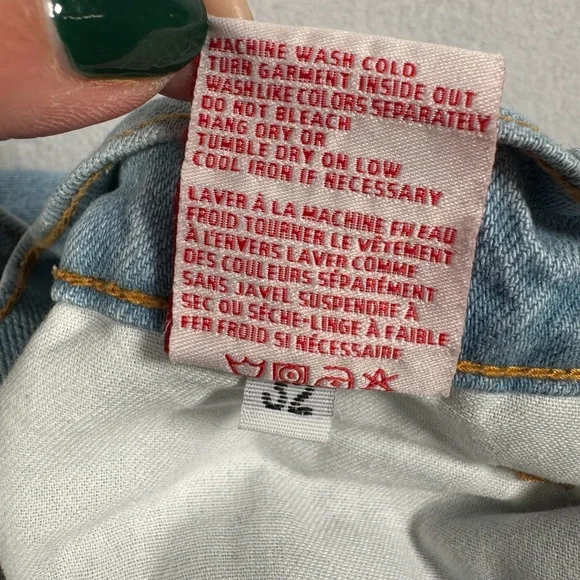 MACHINE WASH COLD
TURN GARMENT INSIDE OUT
WASH LIKE COLORS SEPARATELY
DO NOT BLEACH
HANG DRY OR
TUMBLE DRY ON LOW
COOL IRON IF NECESSARY
LAVER À LA MACHINE EN EAU
FROID TOURNER LE VÊTEMENT
À L'ENVERS LAVER COMME
DES COULEURS SÉPARÉMENT
SANS JAVEL SUSPENDRE À
SEC OU SÈCHE-LINGE À FAIBLE
FER FROID SI NÉCESSAIRE
32